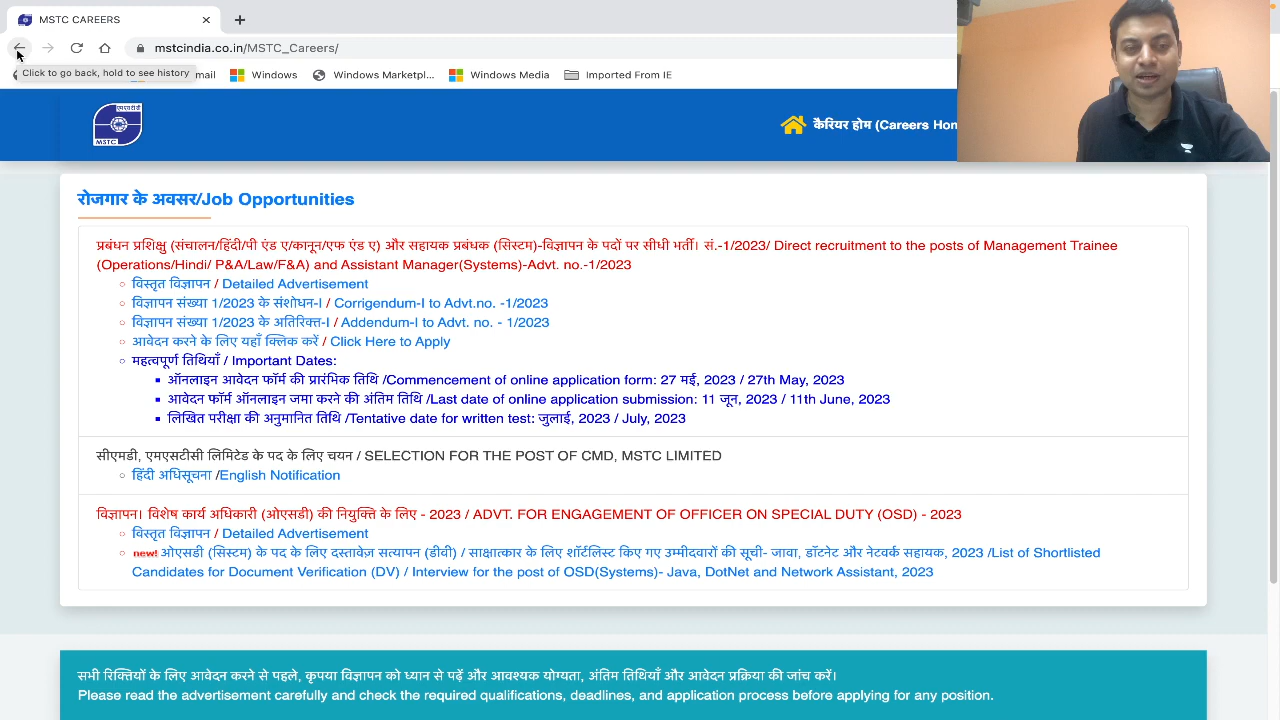 MSTC CAREERS
mstcindia.co.in/MSTC_Careers/
Click to go back, hold to see history
mail
Windows
Windows Marketpl...
Windows Media
Imported From IE
एमएसटीसी
MSTC
कैरियर होम (Careers Hom
रोजगार के अवसर/Job Opportunities
प्रबंधन प्रशिक्षु (संचालन/हिंदी/पी एंड ए/कानून/एफ एंड ए) और सहायक प्रबंधक (सिस्टम)-विज्ञापन के पदों पर सीधी भर्ती। सं.-1/2023/ Direct recruitment to the posts of Management Trainee
(Operations/Hindi/ P&A/Law/F&A) and Assistant Manager(Systems)-Advt. no.-1/2023
विस्तृत विज्ञापन / Detailed Advertisement
विज्ञापन संख्या 1/2023 के संशोधन-I / Corrigendum-I to Advt.no. -1/2023
विज्ञापन संख्या 1/2023 के अतिरिक्त-I / Addendum-I to Advt. no. - 1/2023
आवेदन करने के लिए यहाँ क्लिक करें / Click Here to Apply
महत्वपूर्ण तिथियाँ / Important Dates:
ऑनलाइन आवेदन फॉर्म की प्रारंभिक तिथि /Commencement of online application form: 27 मई, 2023 / 27th May, 2023
आवेदन फॉर्म ऑनलाइन जमा करने की अंतिम तिथि /Last date of online application submission: 11 जून, 2023 / 11th June, 2023
लिखित परीक्षा की अनुमानित तिथि /Tentative date for written test: जुलाई, 2023 / July, 2023
सीएमडी, एमएसटीसी लिमिटेड के पद के लिए चयन / SELECTION FOR THE POST OF CMD, MSTC LIMITED
हिंदी अधिसूचना /English Notification
विज्ञापन। विशेष कार्य अधिकारी (ओएसडी) की नियुक्ति के लिए - 2023 / ADVT. FOR ENGAGEMENT OF OFFICER ON SPECIAL DUTY (OSD) - 2023
विस्तृत विज्ञापन / Detailed Advertisement
new! ओएसडी (सिस्टम) के पद के लिए दस्तावेज़ सत्यापन (डीवी) / साक्षात्कार के लिए शॉर्टलिस्ट किए गए उम्मीदवारों की सूची- जावा, डॉटनेट और नेटवर्क सहायक, 2023 /List of Shortlisted
Candidates for Document Verification (DV) / Interview for the post of OSD(Systems)- Java, DotNet and Network Assistant, 2023
सभी रिक्तियों के लिए आवेदन करने से पहले, कृपया विज्ञापन को ध्यान से पढ़ें और आवश्यक योग्यता, अंतिम तिथियाँ और आवेदन प्रक्रिया की जांच करें।
Please read the advertisement carefully and check the required qualifications, deadlines, and application process before applying for any position.